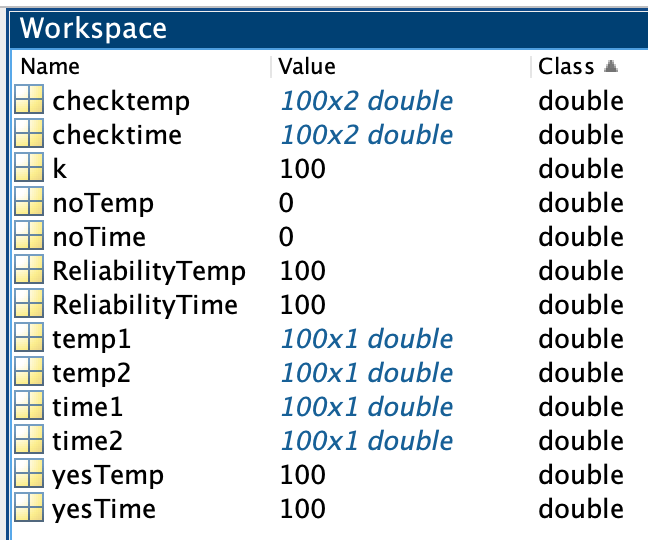 Workspace
Name Value Class
checktemp 100x2 double double
checktime 100x2 double double
k 100 double
noTemp 0 double
noTime 0 double
ReliabilityTemp 100 double
ReliabilityTime 100 double
temp1 100x1 double double
temp2 100x1 double double
time1 100x1 double double
time2 100x1 double double
yesTemp 100 double
yesTime 100 double